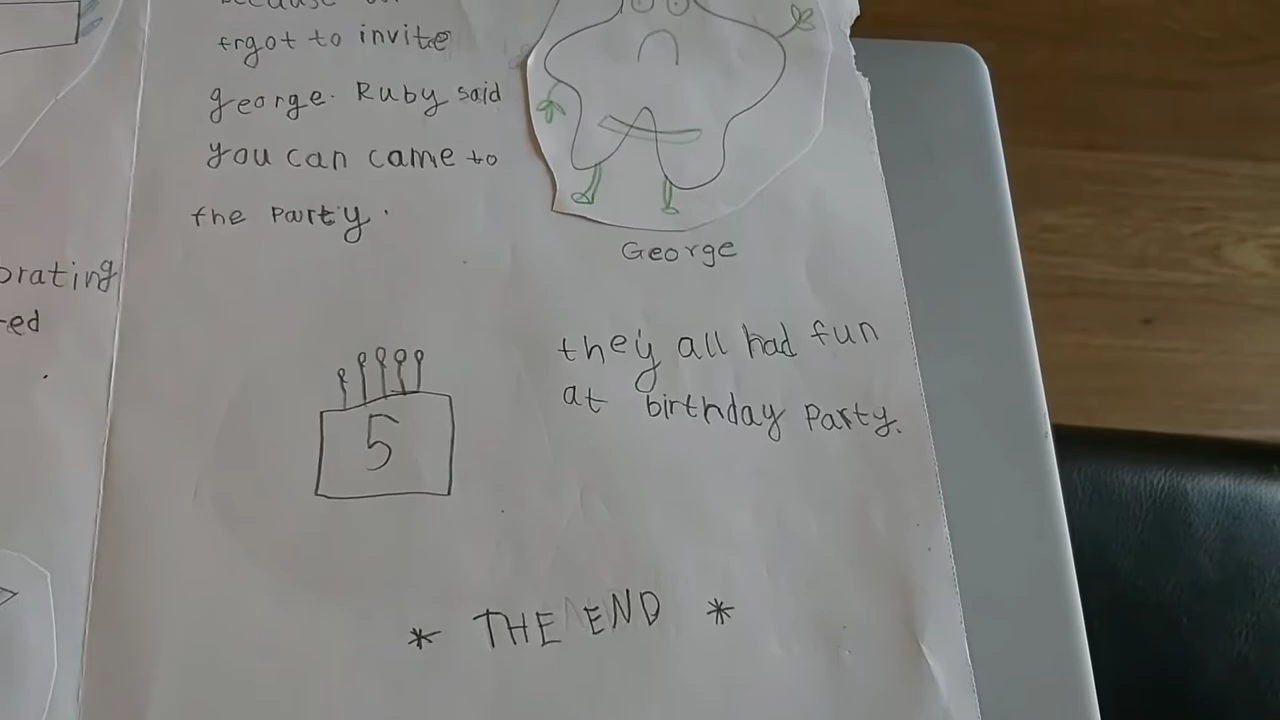 because
frgot to invite
george. Ruby said
you can came to
the party.
George
orating
ed
they all had fun
at birthday party.
5
* THE END *